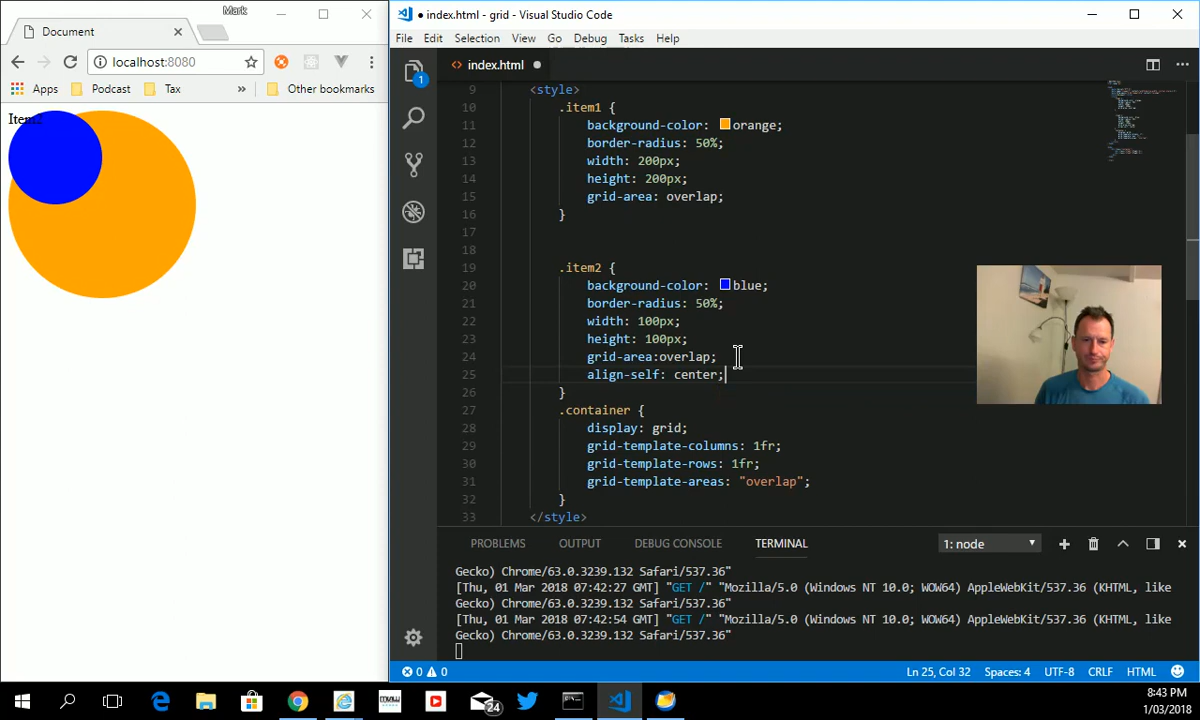 Mark
Document
localhost:8080
Apps
Podcast
Tax
»
Other bookmarks
Item2
● index.html - grid - Visual Studio Code
File Edit Selection View Go Debug Tasks Help
1
<> index.html ●
9 <style>
10 .item1 {
11 background-color: orange;
12 border-radius: 50%;
13 width: 200px;
14 height: 200px;
15 grid-area: overlap;
16 }
17
18
19 .item2 {
20 background-color: blue;
21 border-radius: 50%;
22 width: 100px;
23 height: 100px;
24 grid-area:overlap;
25 align-self: center;
26 }
27 .container {
28 display: grid;
29 grid-template-columns: 1fr;
30 grid-template-rows: 1fr;
31 grid-template-areas: "overlap";
32 }
33 </style>
PROBLEMS OUTPUT DEBUG CONSOLE TERMINAL 1: node
Gecko) Chrome/63.0.3239.132 Safari/537.36"
[Thu, 01 Mar 2018 07:42:27 GMT] "GET /" "Mozilla/5.0 (Windows NT 10.0; WOW64) AppleWebKit/537.36 (KHTML, like
Gecko) Chrome/63.0.3239.132 Safari/537.36"
[Thu, 01 Mar 2018 07:42:54 GMT] "GET /" "Mozilla/5.0 (Windows NT 10.0; WOW64) AppleWebKit/537.36 (KHTML, like
Gecko) Chrome/63.0.3239.132 Safari/537.36"
0 0 Ln 25, Col 32 Spaces: 4 UTF-8 CRLF HTML
24
8:43 PM
1/03/2018